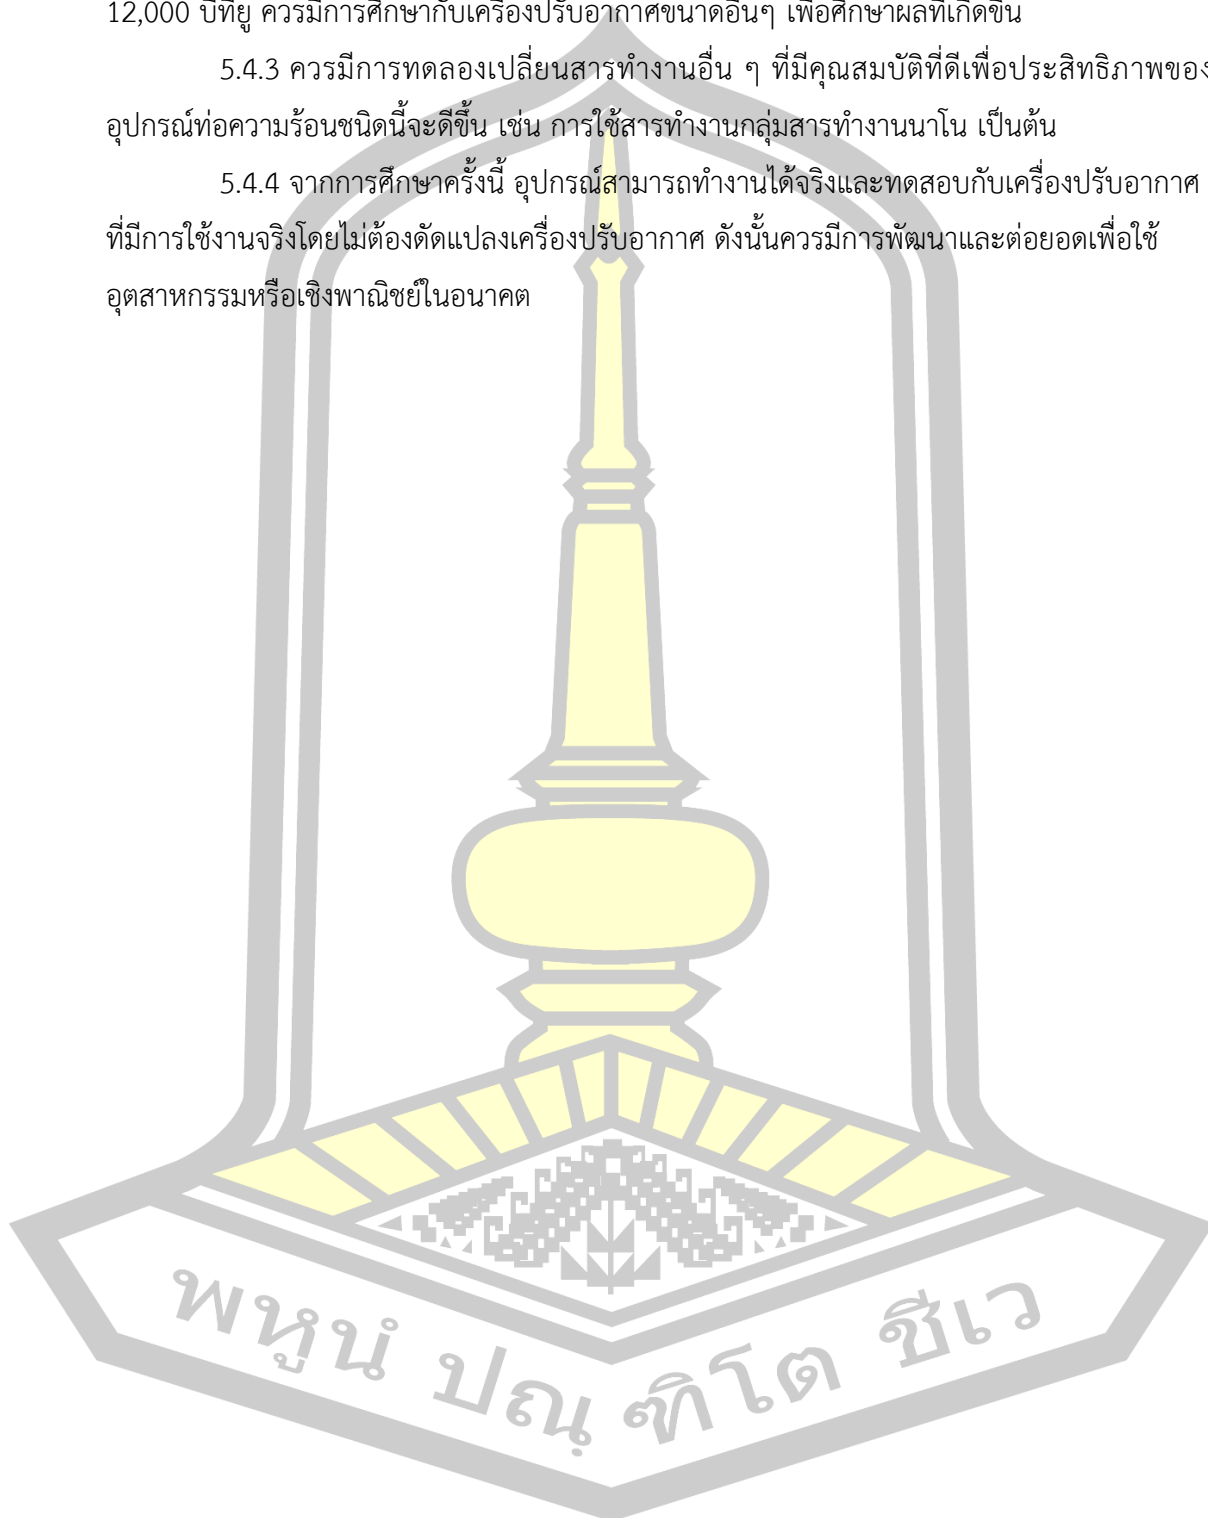 12,000 บีทียู ควรมีการศึกษากับเครื่องปรับอากาศขนาดอื่นๆ เพื่อศึกษาผลที่เกิดขึ้น
5.4.3 ควรมีการทดลองเปลี่ยนสารทำงานอื่น ๆ ที่มีคุณสมบัติที่ดีเพื่อประสิทธิภาพของ
อุปกรณ์ท่อความร้อนชนิดนี้จะดีขึ้น เช่น การใช้สารทำงานกลุ่มสารทำงานนาโน เป็นต้น
5.4.4 จากการศึกษาครั้งนี้ อุปกรณ์สามารถทำงานได้จริงและทดสอบกับเครื่องปรับอากาศ
ที่มีการใช้งานจริงโดยไม่ต้องดัดแปลงเครื่องปรับอากาศ ดังนั้นควรมีการพัฒนาและต่อยอดเพื่อใช้
อุตสาหกรรมหรือเชิงพาณิชย์ในอนาคต
พหูนํ ปณฺฑิโต ชีเว